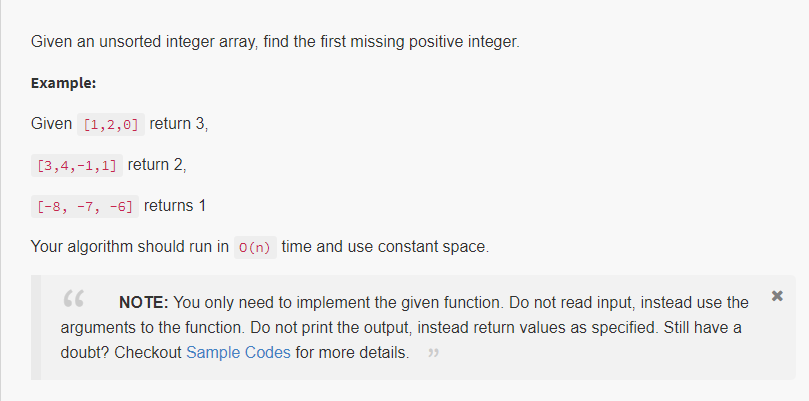 Given an unsorted integer array, find the first missing positive integer.
Example:
Given [1,2,0] return 3,
[3,4,-1,1] return 2,
[-8, -7, -6] returns 1
Your algorithm should run in O(n) time and use constant space.
“ NOTE: You only need to implement the given function. Do not read input, instead use the ✖
arguments to the function. Do not print the output, instead return values as specified. Still have a
doubt? Checkout Sample Codes for more details. ”